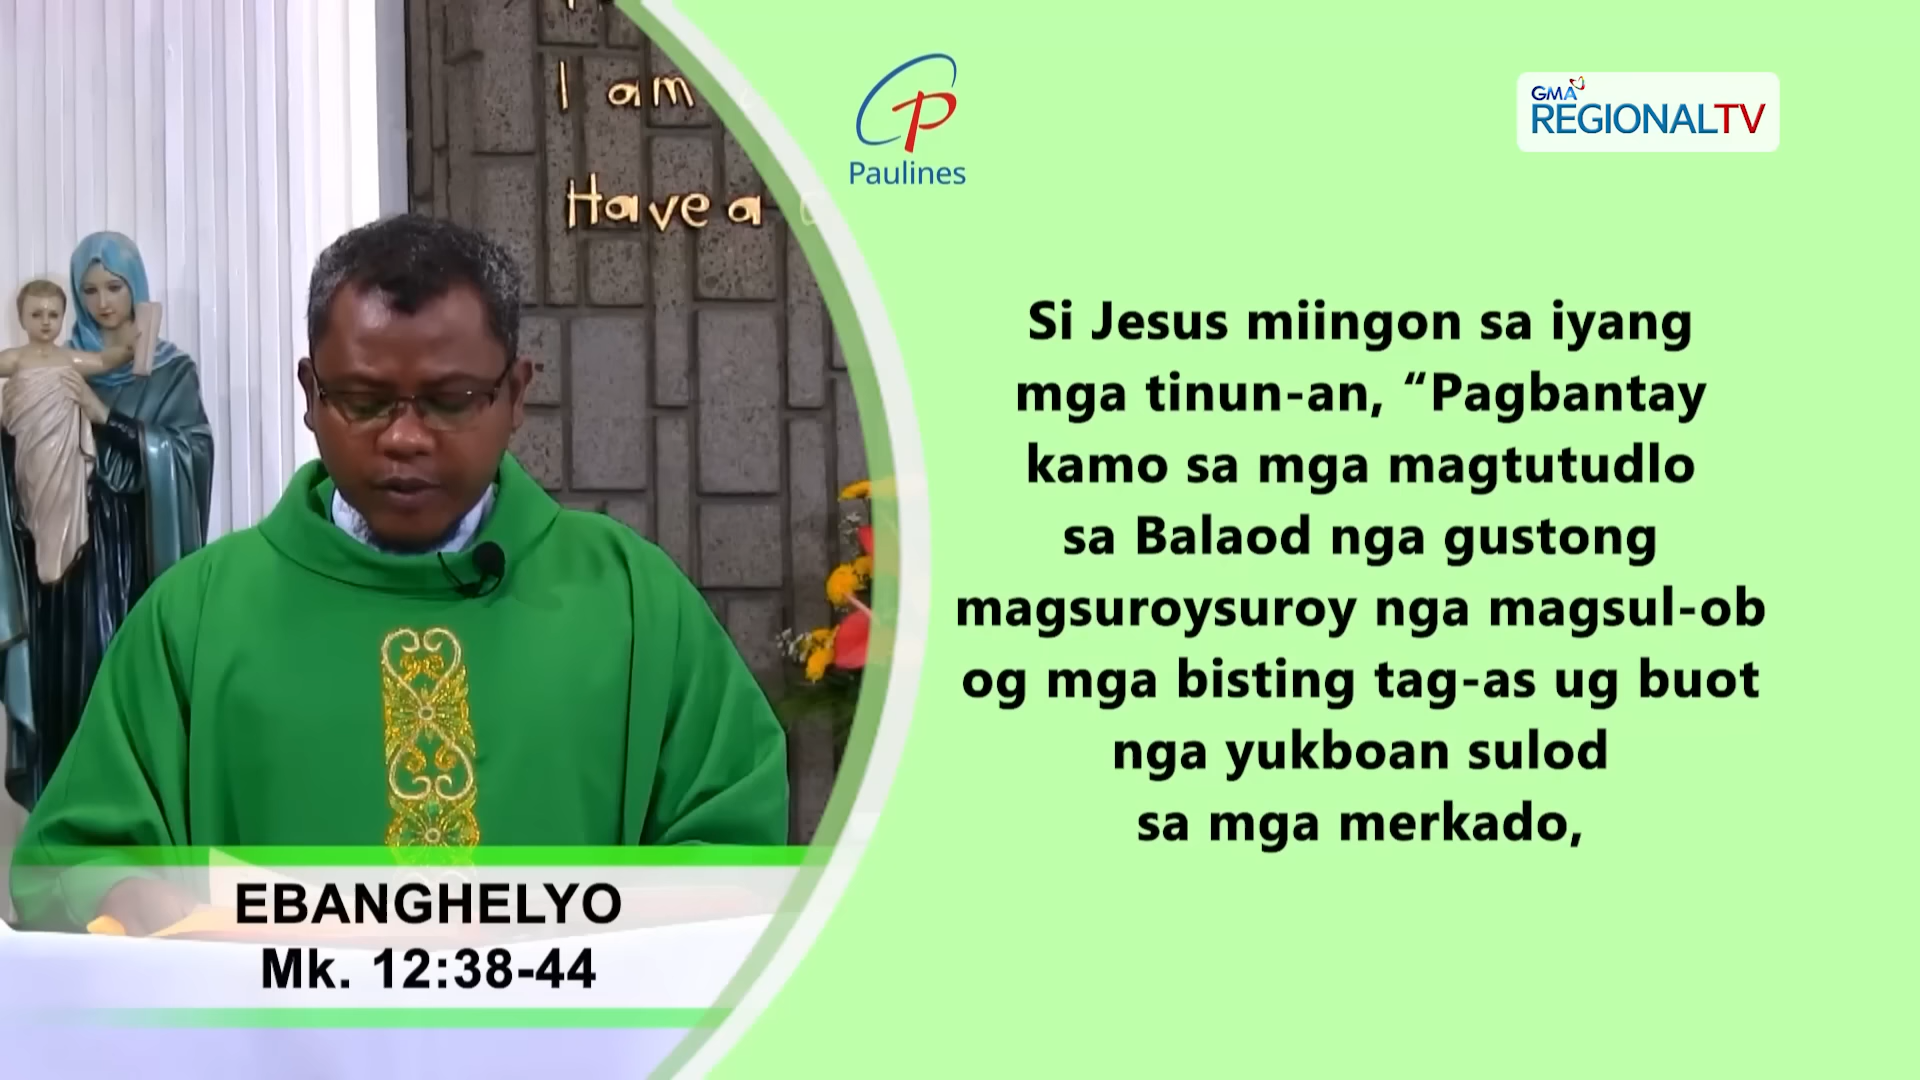 I am
Have a
Paulines
GMA
REGIONALTV
Si Jesus miingon sa iyang
mga tinun-an, “Pagbantay
kamo sa mga magtutudlo
sa Balaod nga gustong
magsuroysuroy nga magsul-ob
og mga bisting tag-as ug buot
nga yukboan sulod
sa mga merkado,
EBANGHELYO
Mk. 12:38-44